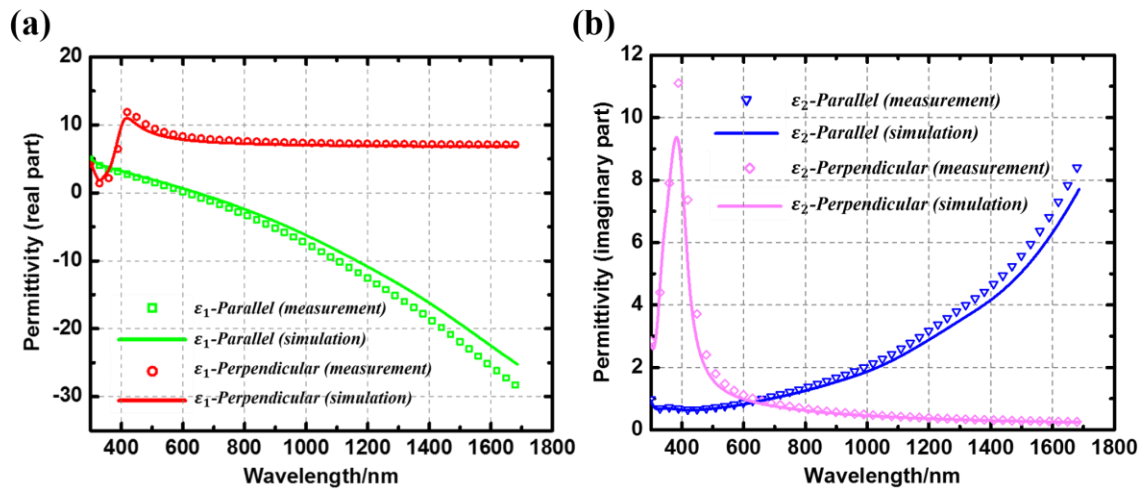 (a)
Permittivity (real part)
20
10
0
-10
-20
-30
ε₁-Parallel (measurement)
ε₁-Parallel (simulation)
ε₁-Perpendicular (measurement)
ε₁-Perpendicular (simulation)
400 600 800 1000 1200 1400 1600 1800
Wavelength/nm
(b)
Permittivity (imaginary part)
12
10
8
6
4
2
0
ε₂-Parallel (measurement)
ε₂-Parallel (simulation)
ε₂-Perpendicular (measurement)
ε₂-Perpendicular (simulation)
400 600 800 1000 1200 1400 1600 1800
Wavelength/nm